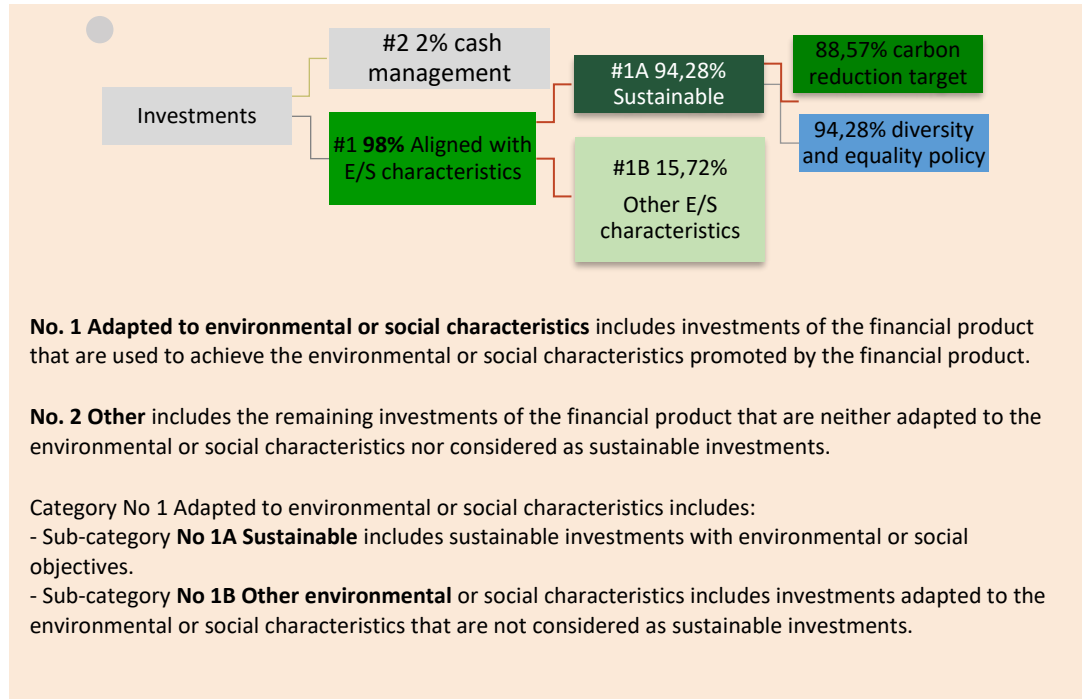 #2 2% cash
management
88,57% carbon
reduction target
#1A 94,28%
Sustainable
Investments
#1 98% Aligned with
E/S characteristics
94,28% diversity
and equality policy
#1B 15,72%
Other E/S
characteristics
No. 1 Adapted to environmental or social characteristics includes investments of the financial product
that are used to achieve the environmental or social characteristics promoted by the financial product.
No. 2 Other includes the remaining investments of the financial product that are neither adapted to the
environmental or social characteristics nor considered as sustainable investments.
Category No 1 Adapted to environmental or social characteristics includes:
- Sub-category No 1A Sustainable includes sustainable investments with environmental or social
objectives.
- Sub-category No 1B Other environmental or social characteristics includes investments adapted to the
environmental or social characteristics that are not considered as sustainable investments.